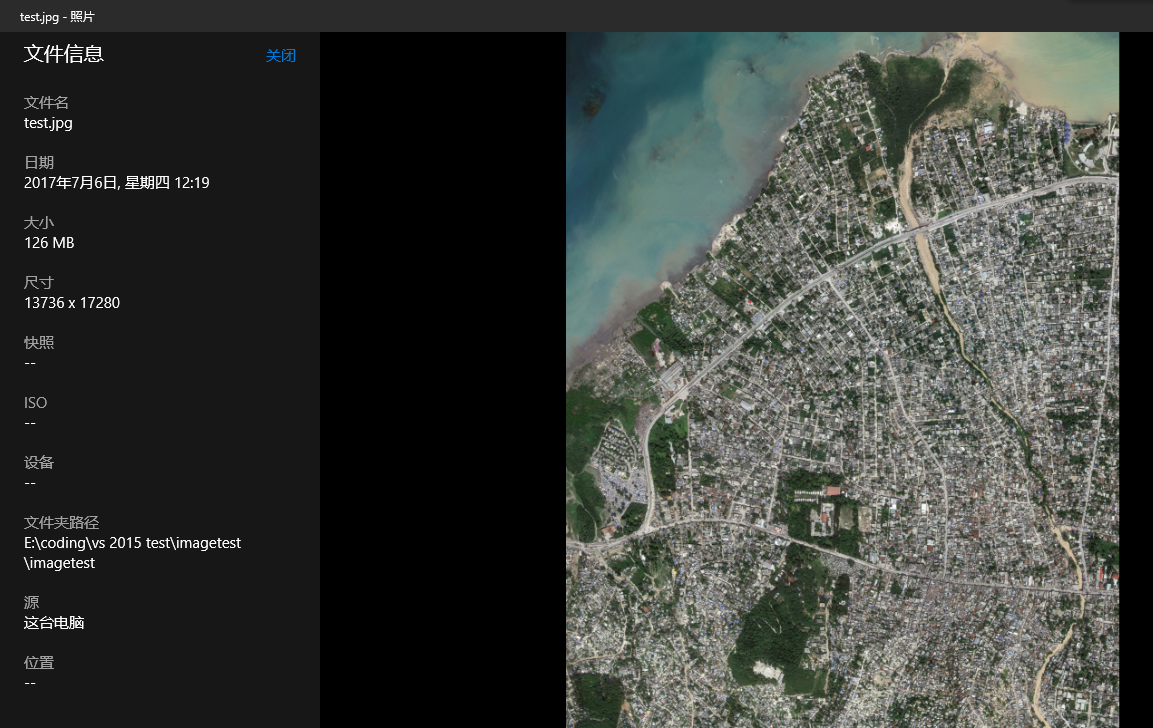 test.jpg - 照片
文件信息
关闭
文件名
test.jpg
日期
2017年7月6日, 星期四 12:19
大小
126 MB
尺寸
13736 x 17280
快照
--
ISO
--
设备
--
文件夹路径
E:\coding\vs 2015 test\imagetest
\imagetest
源
这台电脑
位置
--